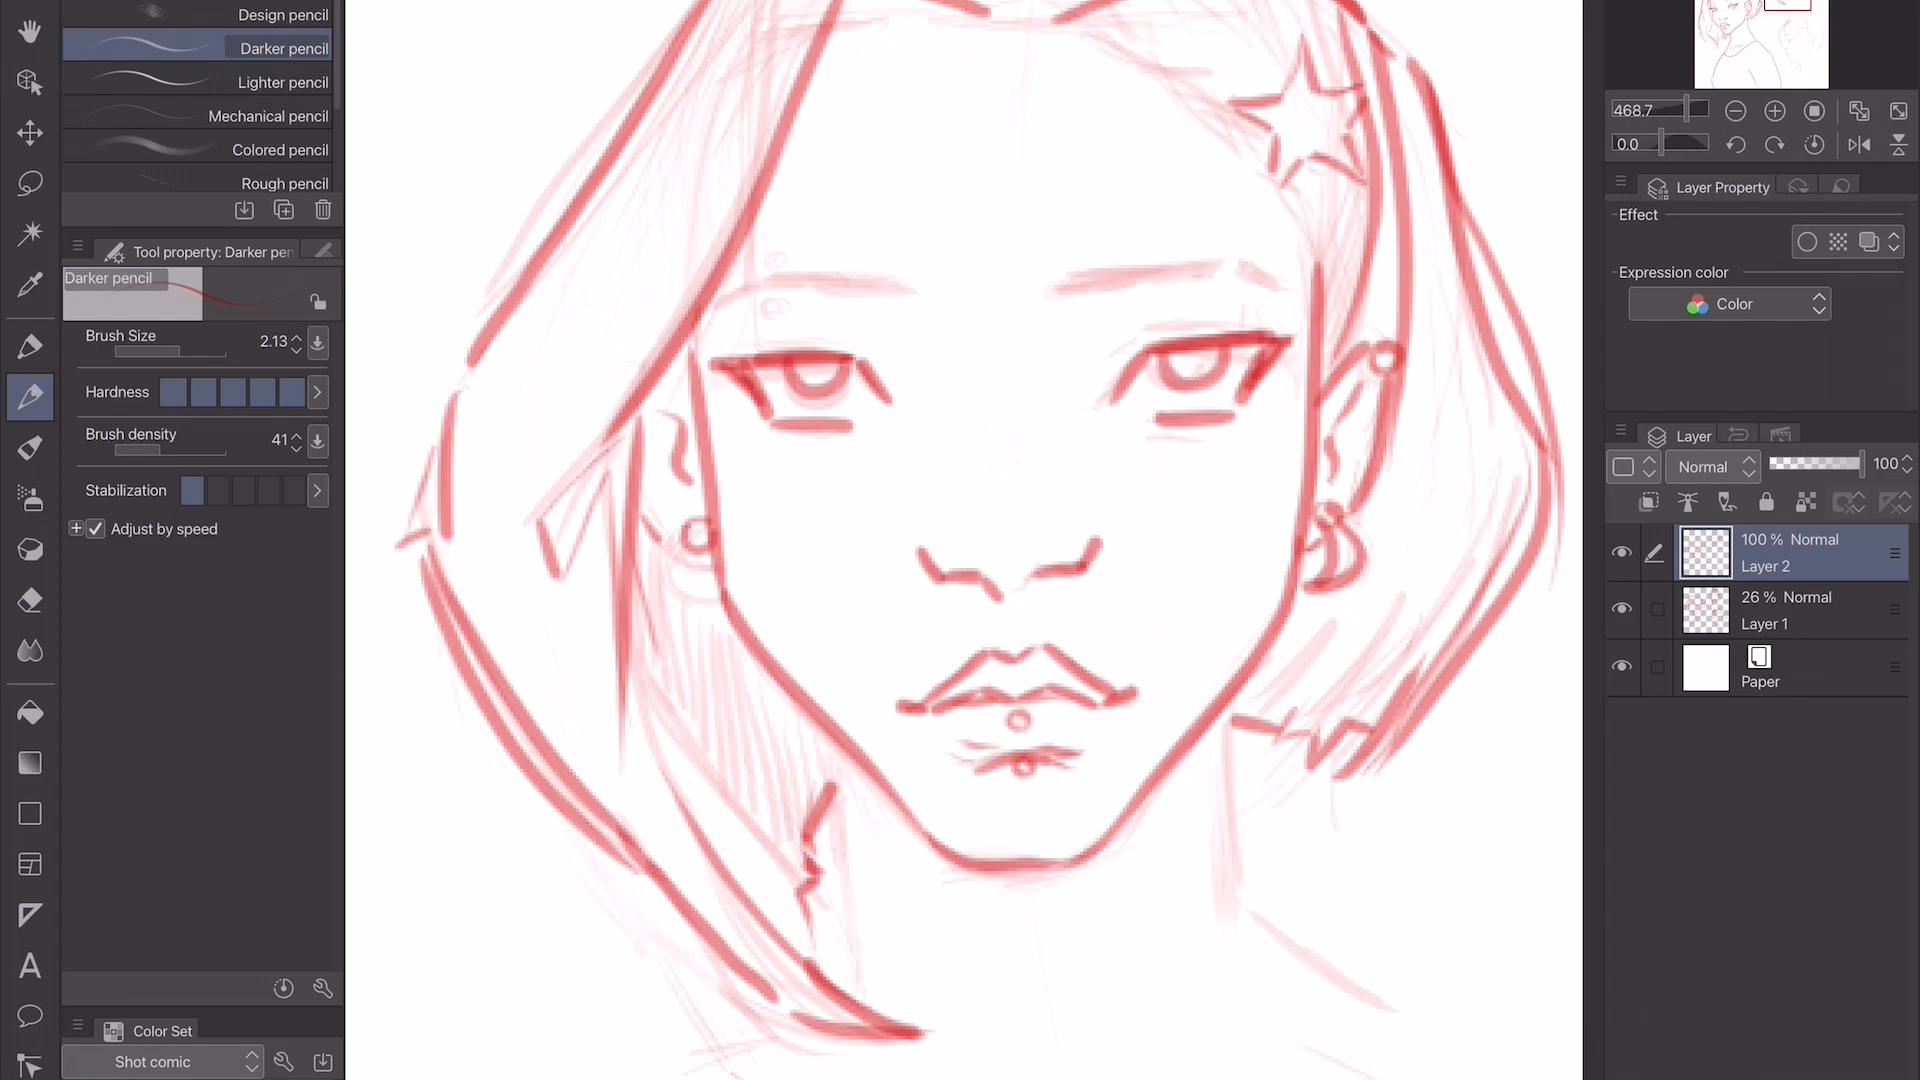 Design pencil
Darker pencil
Lighter pencil
Mechanical pencil
Colored pencil
Rough pencil
Tool property: Darker pen
Darker pencil
Brush Size 2.13
Hardness
Brush density 41
Stabilization
Adjust by speed
Color Set
Shot comic
468.7
0.0
Layer Property
Effect
Expression color
Color
Layer
Normal 100
100 % Normal
Layer 2
26 % Normal
Layer 1
Paper